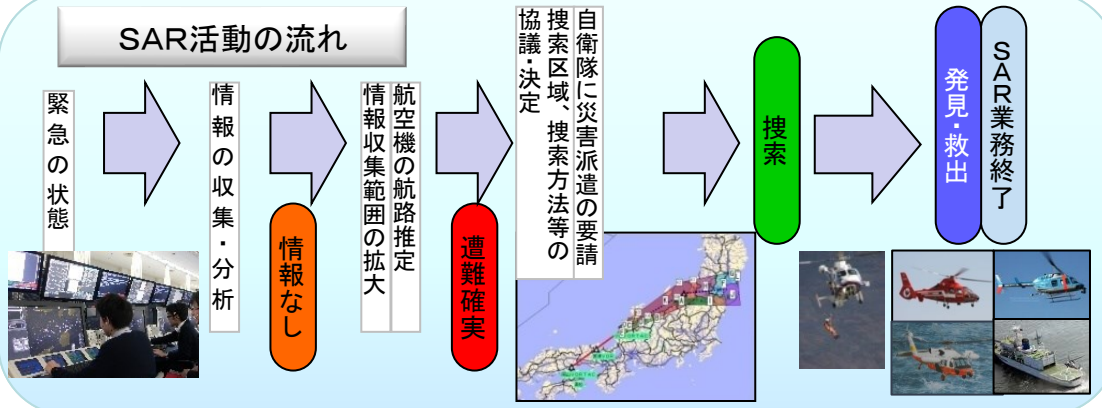 SAR活動の流れ
緊急の状態
情報の収集・分析
情報なし
航空機の航路推定
情報収集範囲の拡大
遭難確実
自衛隊に災害派遣の要請
捜索区域、捜索方法等の
協議・決定
捜索
発見・救出
SAR業務終了